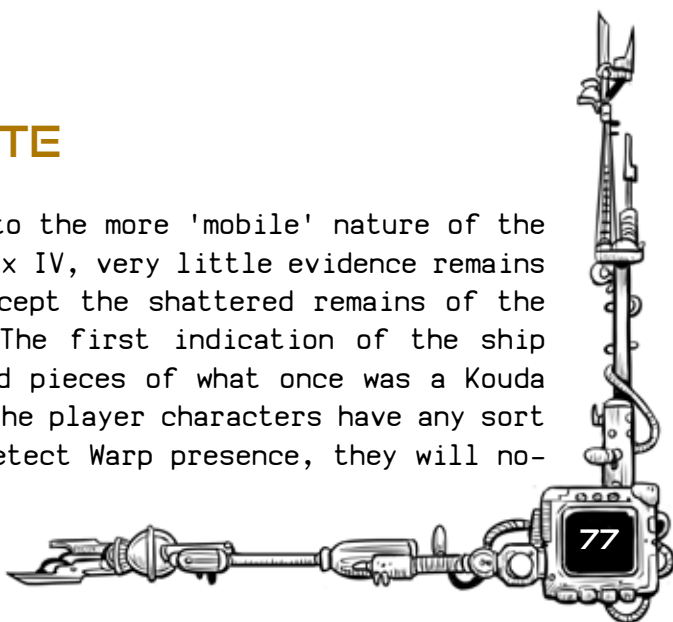 TE
to the more 'mobile' nature of the
x IV, very little evidence remains
cept the shattered remains of the
The first indication of the ship
d pieces of what once was a Kouda
he player characters have any sort
etect Warp presence, they will no-
77